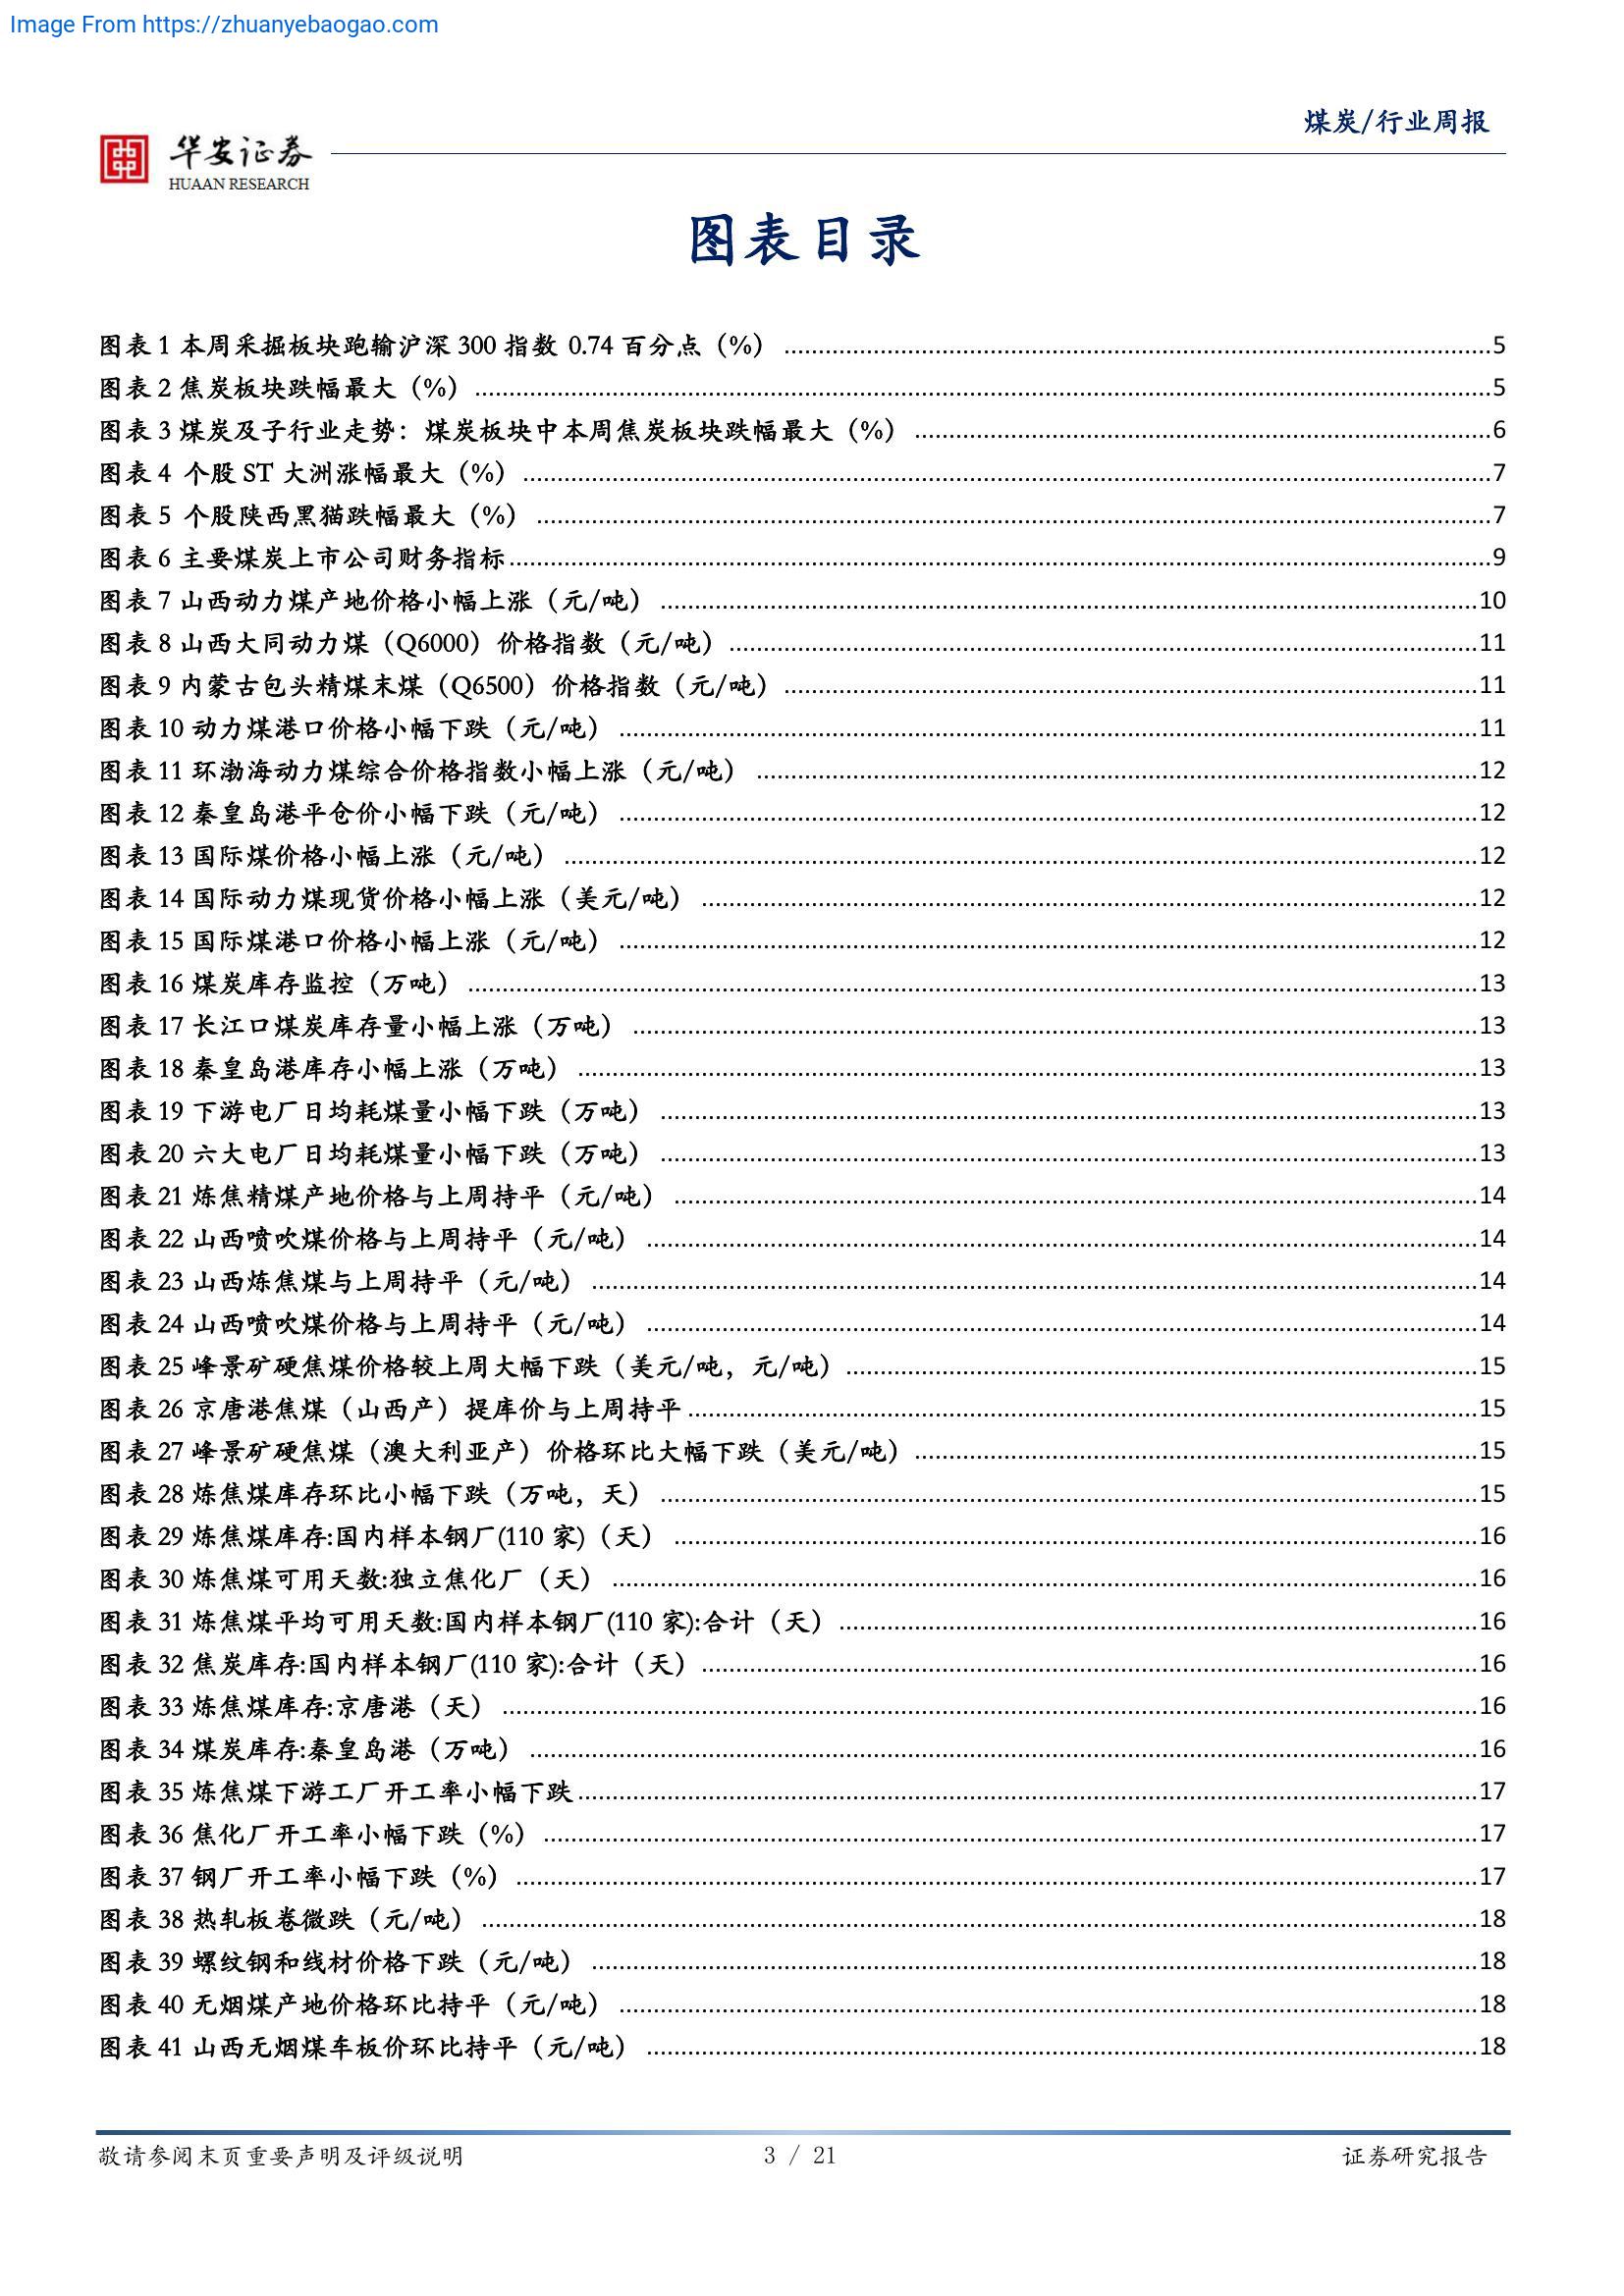 Image From https://zhuanyebaogao.com
煤炭/行业周报
华安证券
HUAAN RESEARCH
图表目录
图表 1 本周采掘板块跑输沪深 300 指数 0.74 百分点（%） 5
图表 2 焦炭板块跌幅最大（%） 5
图表 3 煤炭及子行业走势：煤炭板块中本周焦炭板块跌幅最大（%） 6
图表 4 个股 ST 大洲涨幅最大（%） 7
图表 5 个股陕西黑猫跌幅最大（%） 7
图表 6 主要煤炭上市公司财务指标 9
图表 7 山西动力煤产地价格小幅上涨（元/吨） 10
图表 8 山西大同动力煤（Q6000）价格指数（元/吨） 11
图表 9 内蒙古包头精煤末煤（Q6500）价格指数（元/吨） 11
图表 10 动力煤港口价格小幅下跌（元/吨） 11
图表 11 环渤海动力煤综合价格指数小幅上涨（元/吨） 12
图表 12 秦皇岛港平仓价小幅下跌（元/吨） 12
图表 13 国际煤价格小幅上涨（元/吨） 12
图表 14 国际动力煤现货价格小幅上涨（美元/吨） 12
图表 15 国际煤港口价格小幅上涨（元/吨） 12
图表 16 煤炭库存监控（万吨） 13
图表 17 长江口煤炭库存量小幅上涨（万吨） 13
图表 18 秦皇岛港库存小幅上涨（万吨） 13
图表 19 下游电厂日均耗煤量小幅下跌（万吨） 13
图表 20 六大电厂日均耗煤量小幅下跌（万吨） 13
图表 21 炼焦精煤产地价格与上周持平（元/吨） 14
图表 22 山西喷吹煤价格与上周持平（元/吨） 14
图表 23 山西炼焦煤与上周持平（元/吨） 14
图表 24 山西喷吹煤价格与上周持平（元/吨） 14
图表 25 峰景矿硬焦煤价格较上周大幅下跌（美元/吨，元/吨） 15
图表 26 京唐港焦煤（山西产）提库价与上周持平 15
图表 27 峰景矿硬焦煤（澳大利亚产）价格环比大幅下跌（美元/吨） 15
图表 28 炼焦煤库存环比小幅下跌（万吨，天） 15
图表 29 炼焦煤库存:国内样本钢厂(110 家)（天） 16
图表 30 炼焦煤可用天数:独立焦化厂（天） 16
图表 31 炼焦煤平均可用天数:国内样本钢厂(110 家):合计（天） 16
图表 32 焦炭库存:国内样本钢厂(110 家):合计（天） 16
图表 33 炼焦煤库存:京唐港（天） 16
图表 34 煤炭库存:秦皇岛港（万吨） 16
图表 35 炼焦煤下游工厂开工率小幅下跌 17
图表 36 焦化厂开工率小幅下跌（%） 17
图表 37 钢厂开工率小幅下跌（%） 17
图表 38 热轧板卷微跌（元/吨） 18
图表 39 螺纹钢和线材价格下跌（元/吨） 18
图表 40 无烟煤产地价格环比持平（元/吨） 18
图表 41 山西无烟煤车板价环比持平（元/吨） 18
敬请参阅末页重要声明及评级说明
3 / 21
证券研究报告